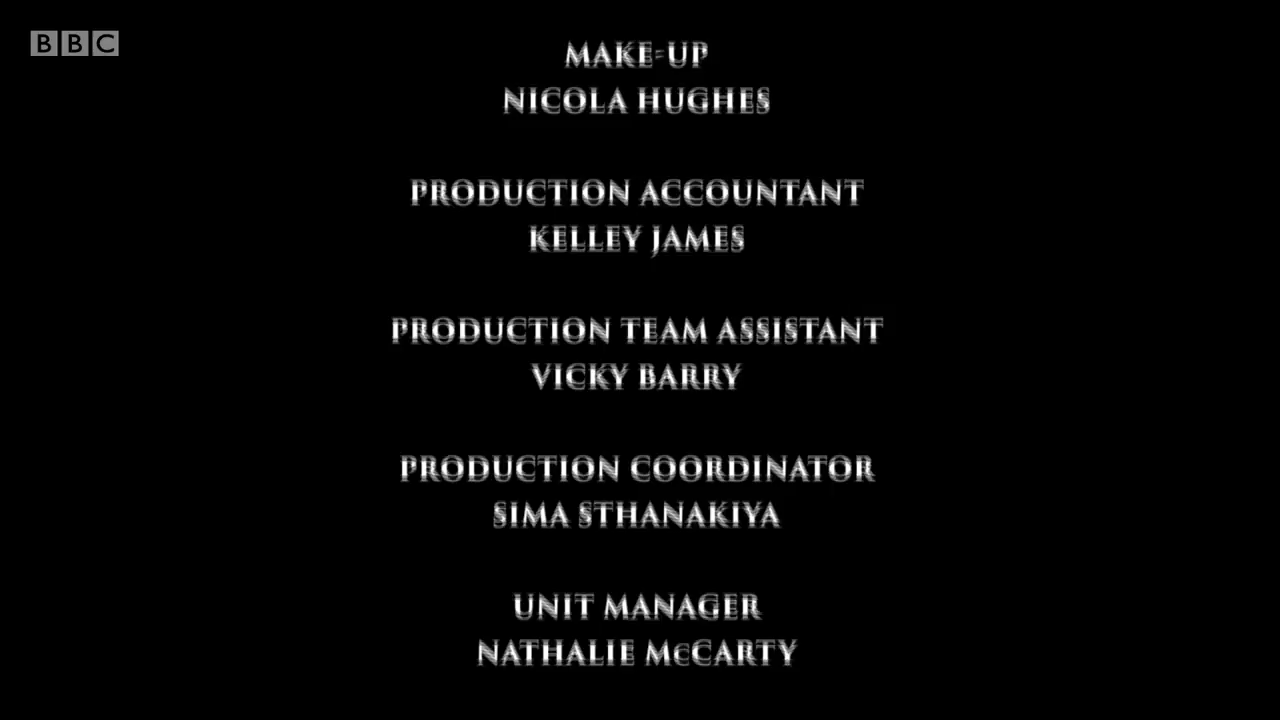 BBC
MAKE-UP
NICOLA HUGHES
PRODUCTION ACCOUNTANT
KELLEY JAMES
PRODUCTION TEAM ASSISTANT
VICKY BARRY
PRODUCTION COORDINATOR
SIMA STHANAKIYA
UNIT MANAGER
NATHALIE McCARTY